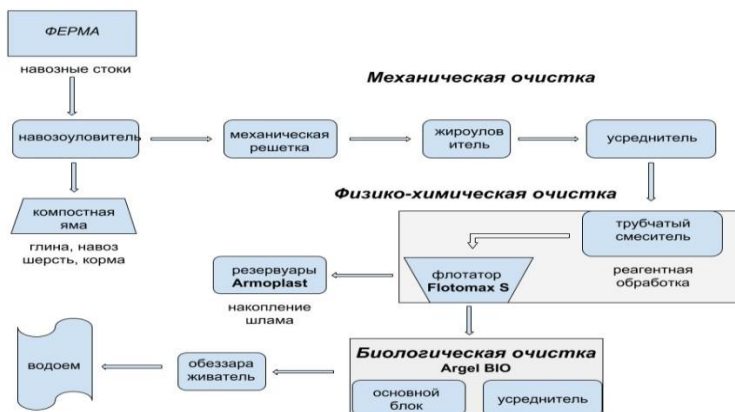 ФЕРМА
навозные стоки
Механическая очистка
навозоуловитель
механическая
решетка
жироулов
итель
усреднитель
Физико-химическая очистка
компостная
яма
глина, навоз
шерсть, корма
трубчатый
смеситель
реагентная
обработка
флотатор
Flotomax S
резервуары
Armoplast
накопление
шлама
Биологическая очистка
Argel BIO
основной
блок
усреднитель
обеззара
живатель
водоем